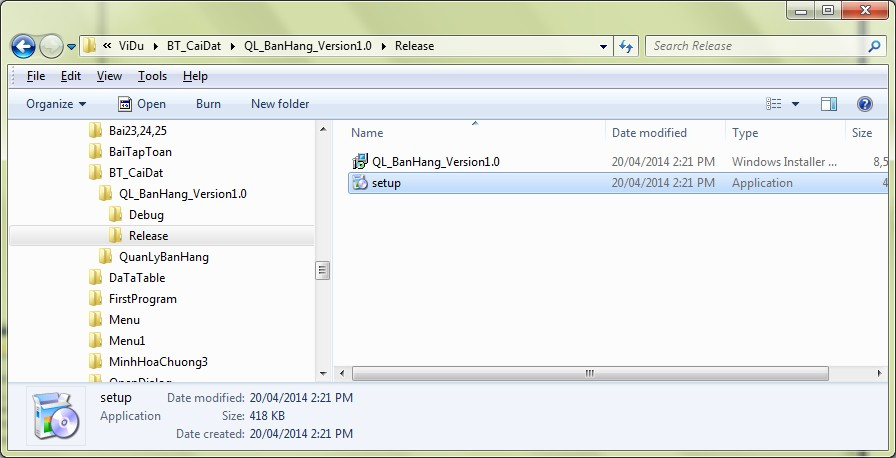 ViDu BT_CaiDat QL_BanHang_Version1.0 Release Search Release
File Edit View Tools Help
Organize Open Burn New folder
Bai23,24,25
BaiTapToan
BT_CaiDat
QL_BanHang_Version1.0
Debug
Release
QuanLyBanHang
DaTaTable
FirstProgram
Menu
Menu1
MinhHoaChuong3
OpenDialog
Name Date modified Type Size
QL_BanHang_Version1.0 20/04/2014 2:21 PM Windows Installer ... 8,5
setup 20/04/2014 2:21 PM Application 4
setup Date modified: 20/04/2014 2:21 PM
Application Size: 418 KB
Date created: 20/04/2014 2:21 PM